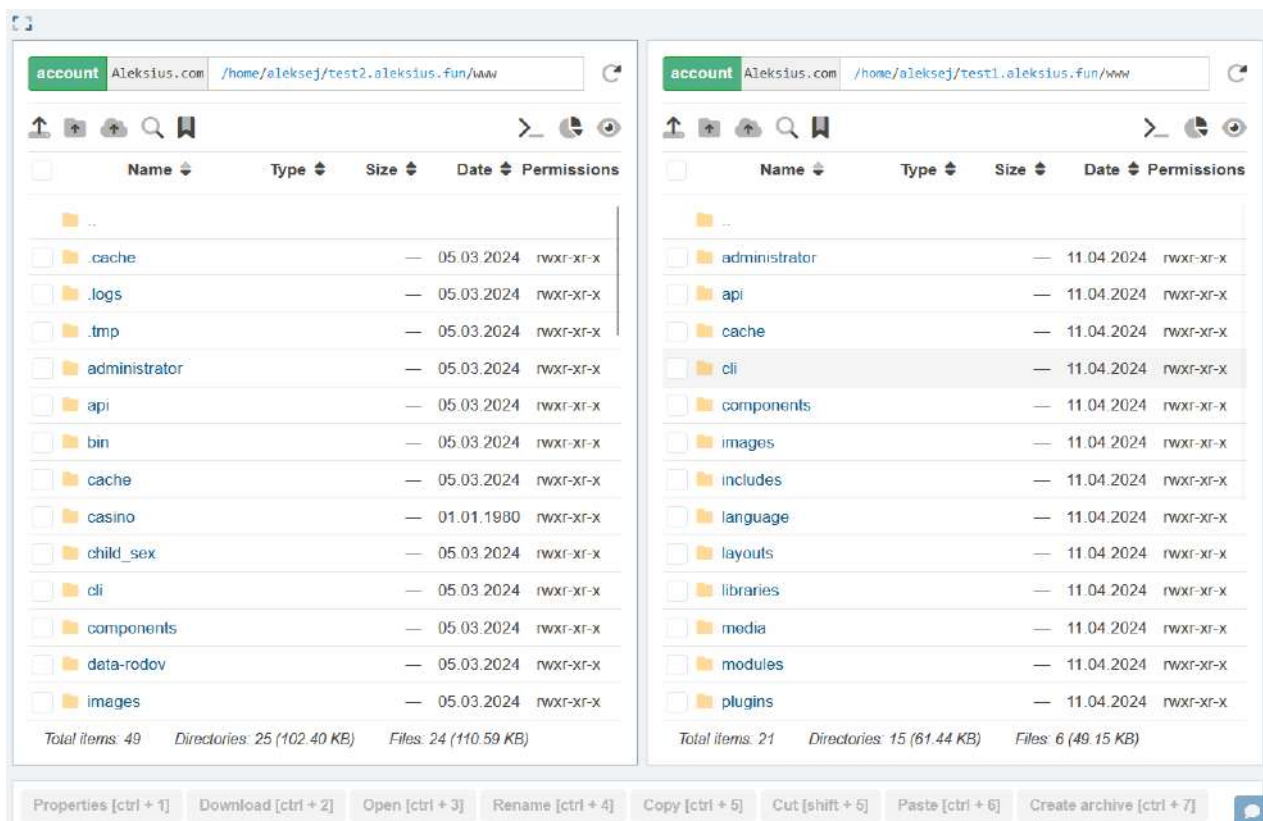 account Aleksius.com /home/aleksej/test2.aleksius.fun/www
Name Type Size Date Permissions
..
.cache — 05.03.2024 rwxr-xr-x
.logs — 05.03.2024 rwxr-xr-x
.tmp — 05.03.2024 rwxr-xr-x
administrator — 05.03.2024 rwxr-xr-x
api — 05.03.2024 rwxr-xr-x
bin — 05.03.2024 rwxr-xr-x
cache — 05.03.2024 rwxr-xr-x
casino — 01.01.1980 rwxr-xr-x
child_sex — 05.03.2024 rwxr-xr-x
cli — 05.03.2024 rwxr-xr-x
components — 05.03.2024 rwxr-xr-x
data-rodov — 05.03.2024 rwxr-xr-x
images — 05.03.2024 rwxr-xr-x
Total items: 49 Directories: 25 (102.40 KB) Files: 24 (110.59 KB)
account Aleksius.com /home/aleksej/test1.aleksius.fun/www
Name Type Size Date Permissions
..
administrator — 11.04.2024 rwxr-xr-x
api — 11.04.2024 rwxr-xr-x
cache — 11.04.2024 rwxr-xr-x
cli — 11.04.2024 rwxr-xr-x
components — 11.04.2024 rwxr-xr-x
images — 11.04.2024 rwxr-xr-x
includes — 11.04.2024 rwxr-xr-x
language — 11.04.2024 rwxr-xr-x
layouts — 11.04.2024 rwxr-xr-x
libraries — 11.04.2024 rwxr-xr-x
media — 11.04.2024 rwxr-xr-x
modules — 11.04.2024 rwxr-xr-x
plugins — 11.04.2024 rwxr-xr-x
Total items: 21 Directories: 15 (61.44 KB) Files: 6 (49.15 KB)
Properties [ctrl + 1] Download [ctrl + 2] Open [ctrl + 3] Rename [ctrl + 4] Copy [ctrl + 5] Cut [shift + 5] Paste [ctrl + 6] Create archive [ctrl + 7]